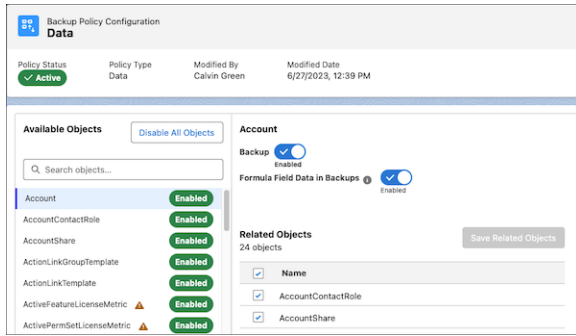 Backup Policy Configuration
Data
Policy Status
Policy Type
Modified By
Modified Date
Active
Data
Calvin Green
6/27/2023, 12:39 PM
Available Objects
Disable All Objects
Search objects...
Account
Enabled
AccountContactRole
Enabled
AccountShare
Enabled
ActionLinkGroupTemplate
Enabled
ActionLinkTemplate
Enabled
ActiveFeatureLicenseMetric
Enabled
ActivePermSetLicenseMetric
Enabled
Account
Backup
Enabled
Formula Field Data in Backups
Enabled
Related Objects
24 objects
Save Related Objects
Name
AccountContactRole
AccountShare